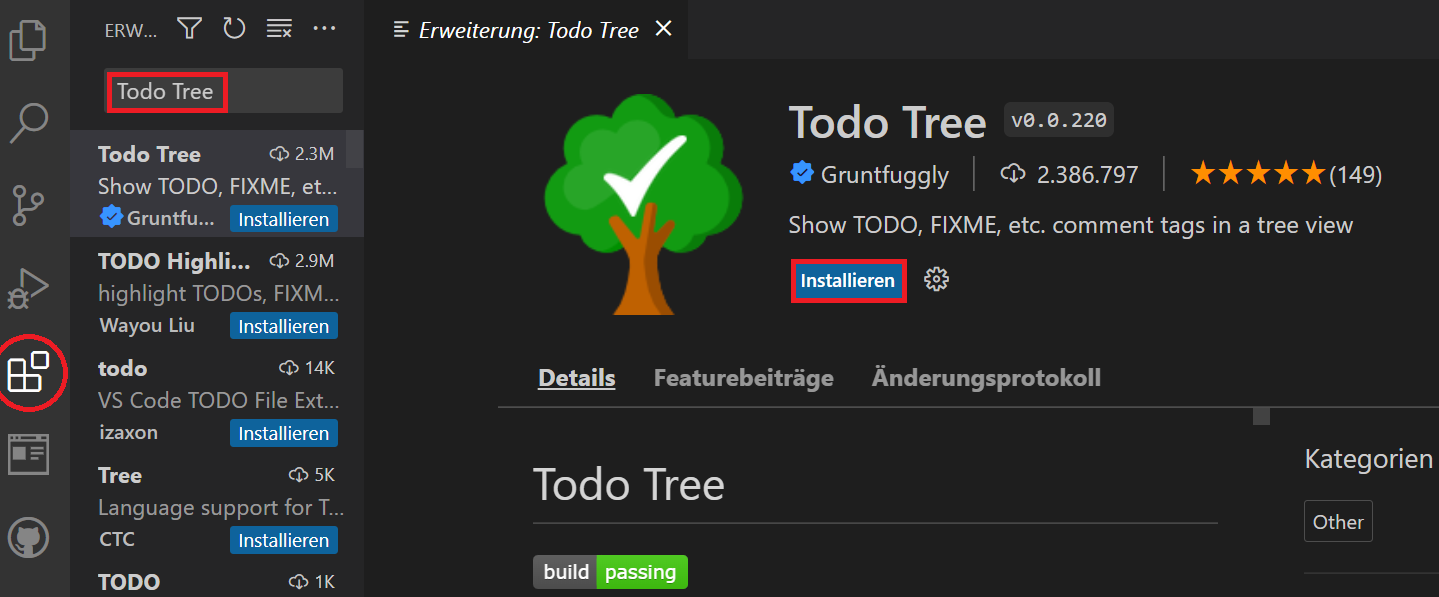 ERW...
Todo Tree
Todo Tree 2.3M
Show TODO, FIXME, et...
Gruntfu... Installieren
TODO Highli... 2.9M
highlight TODOs, FIXM...
Wayou Liu Installieren
todo 14K
VS Code TODO File Ext...
izaxon Installieren
Tree 5K
Language support for T...
CTC Installieren
TODO 1K
Erweiterung: Todo Tree
Todo Tree v0.0.220
Gruntfuggly 2.386.797 (149)
Show TODO, FIXME, etc. comment tags in a tree view
Installieren
Details Featurebeiträge Änderungsprotokoll
Todo Tree
build passing
Kategorien
Other